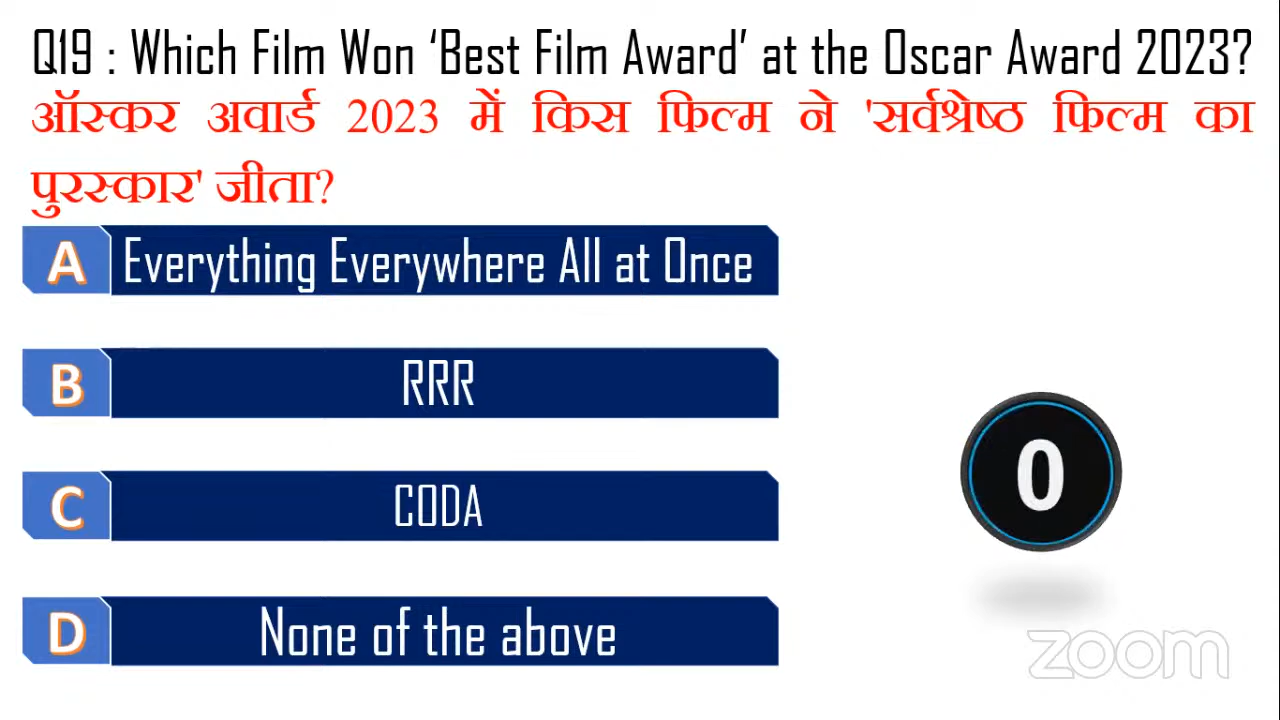 Q19 : Which Film Won ‘Best Film Award’ at the Oscar Award 2023?
ऑस्कर अवार्ड 2023 में किस फिल्म ने 'सर्वश्रेष्ठ फिल्म का
पुरस्कार' जीता?
A Everything Everywhere All at Once
B RRR
C CODA
0
D None of the above
zoom